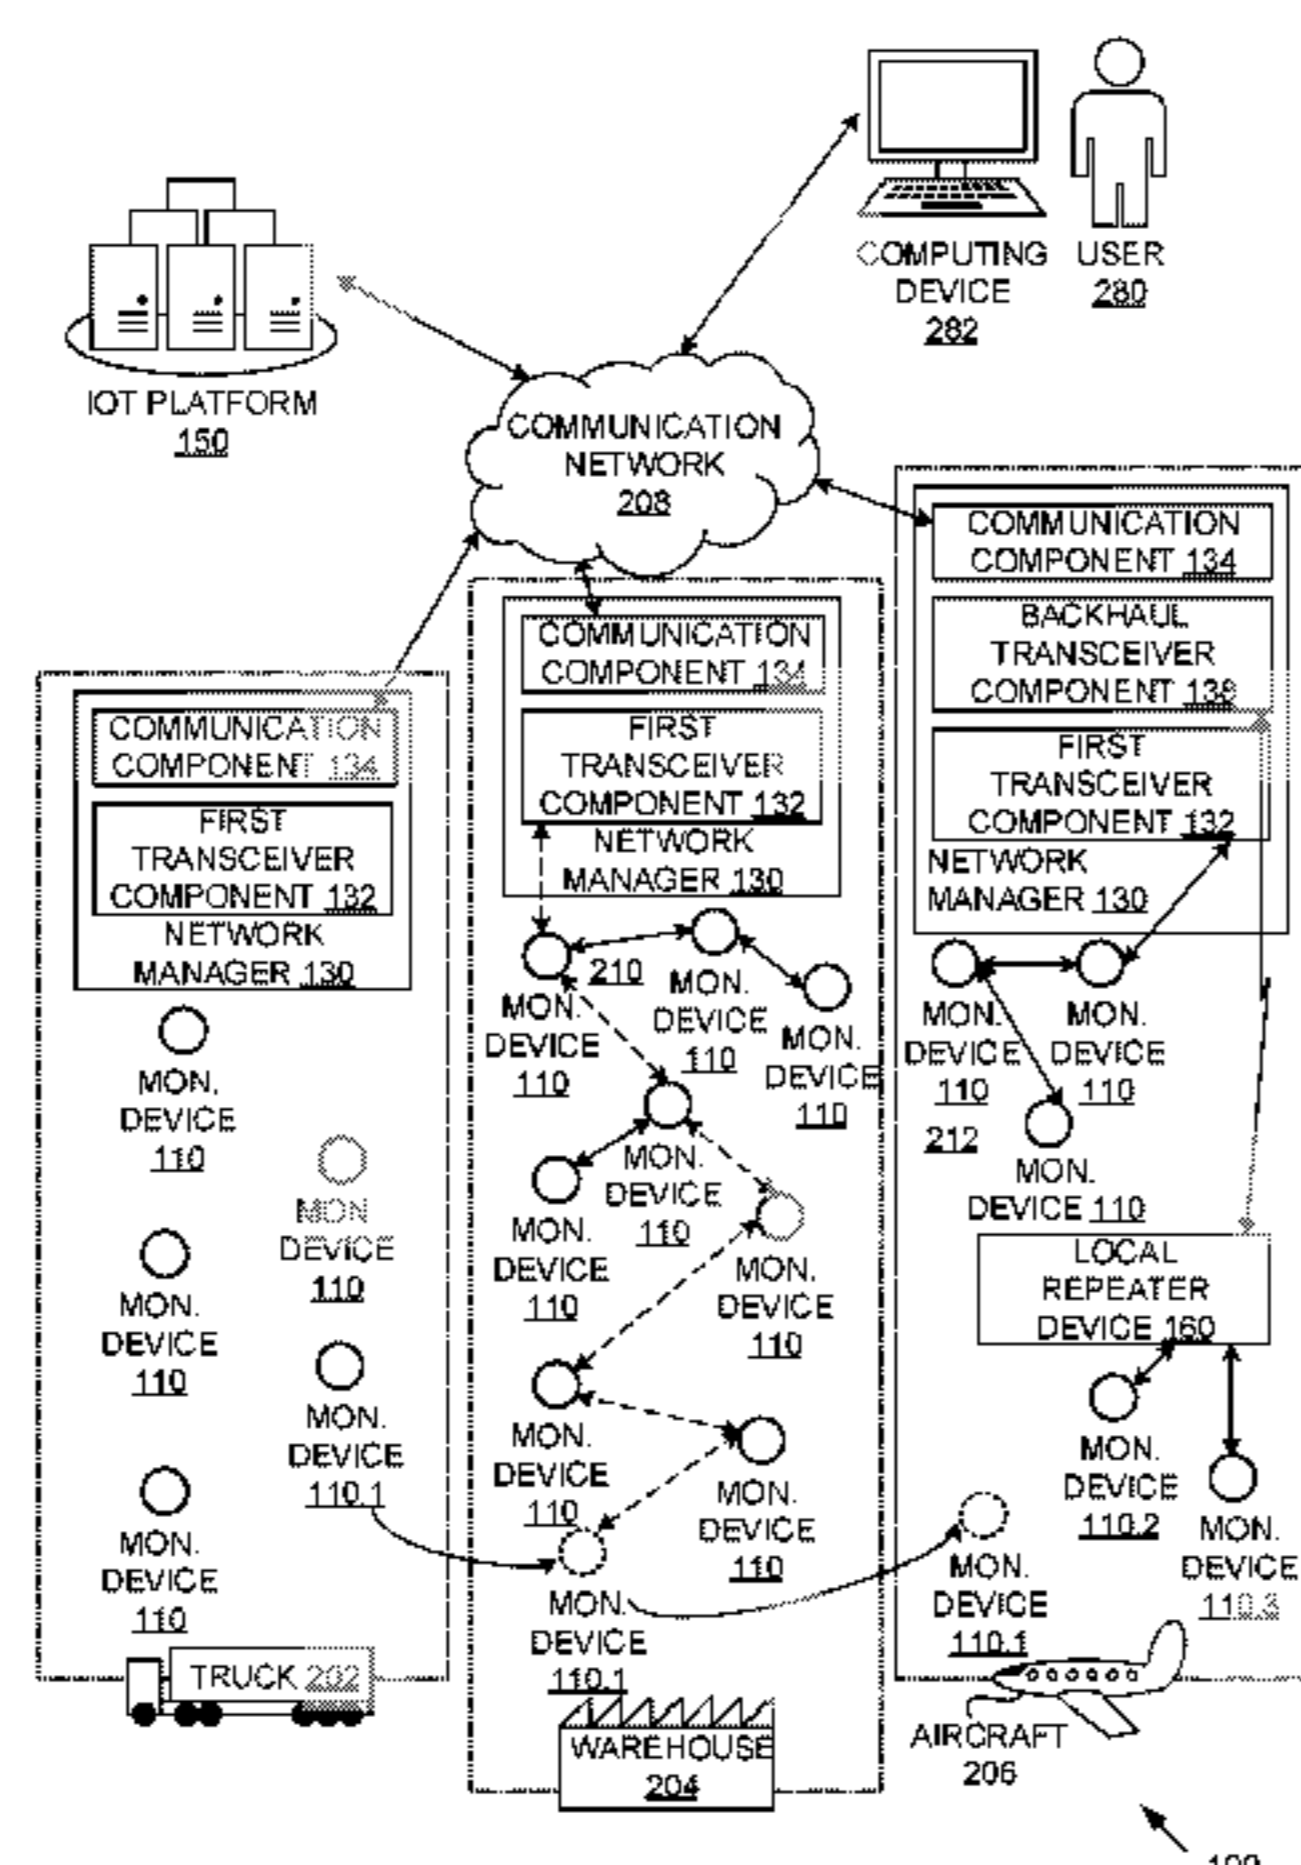 COMPUTING
DEVICE
282
USER
280
IOT PLATFORM
150
COMMUNICATION
NETWORK
208
COMMUNICATION
COMPONENT 134
FIRST
TRANSCEIVER
COMPONENT 132
NETWORK
MANAGER 130
MON.
DEVICE
110
MON.
DEVICE
110
MON.
DEVICE
110
MON.
DEVICE
110.1
MON.
DEVICE
110
TRUCK 202
COMMUNICATION
COMPONENT 134
FIRST
TRANSCEIVER
COMPONENT 132
NETWORK
MANAGER 130
210
MON.
DEVICE
110
MON.
DEVICE
110
MON.
DEVICE
110
MON.
DEVICE
110
MON.
DEVICE
110
MON.
DEVICE
110
MON.
DEVICE
110
MON.
DEVICE
110
MON.
DEVICE
110.1
WAREHOUSE
204
COMMUNICATION
COMPONENT 134
BACKHAUL
TRANSCEIVER
COMPONENT 138
FIRST
TRANSCEIVER
COMPONENT 132
NETWORK
MANAGER 130
MON.
DEVICE
110
212
MON.
DEVICE
110
MON.
DEVICE 110
LOCAL
REPEATER
DEVICE 160
MON.
DEVICE
110.2
MON.
DEVICE
110.3
MON.
DEVICE
110.1
AIRCRAFT
206